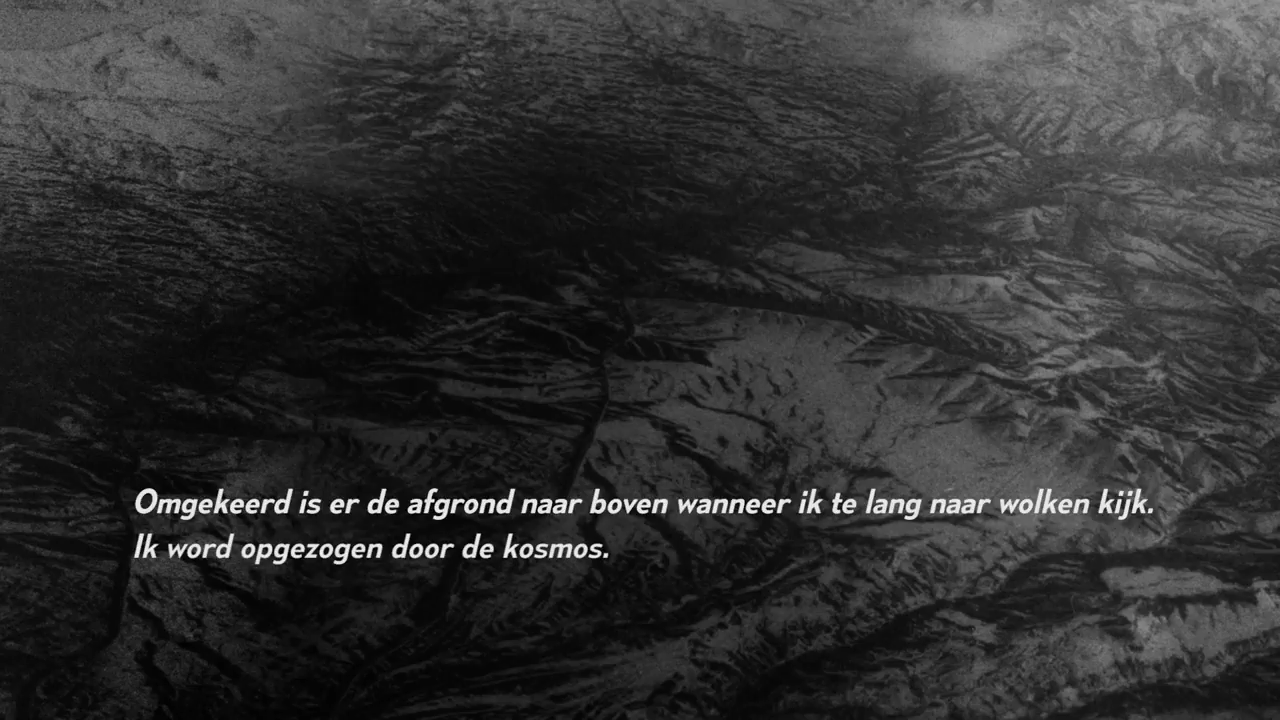 Omgekeerd is er de afgrond naar boven wanneer ik te lang naar wolken kijk.
Ik word opgezogen door de kosmos.